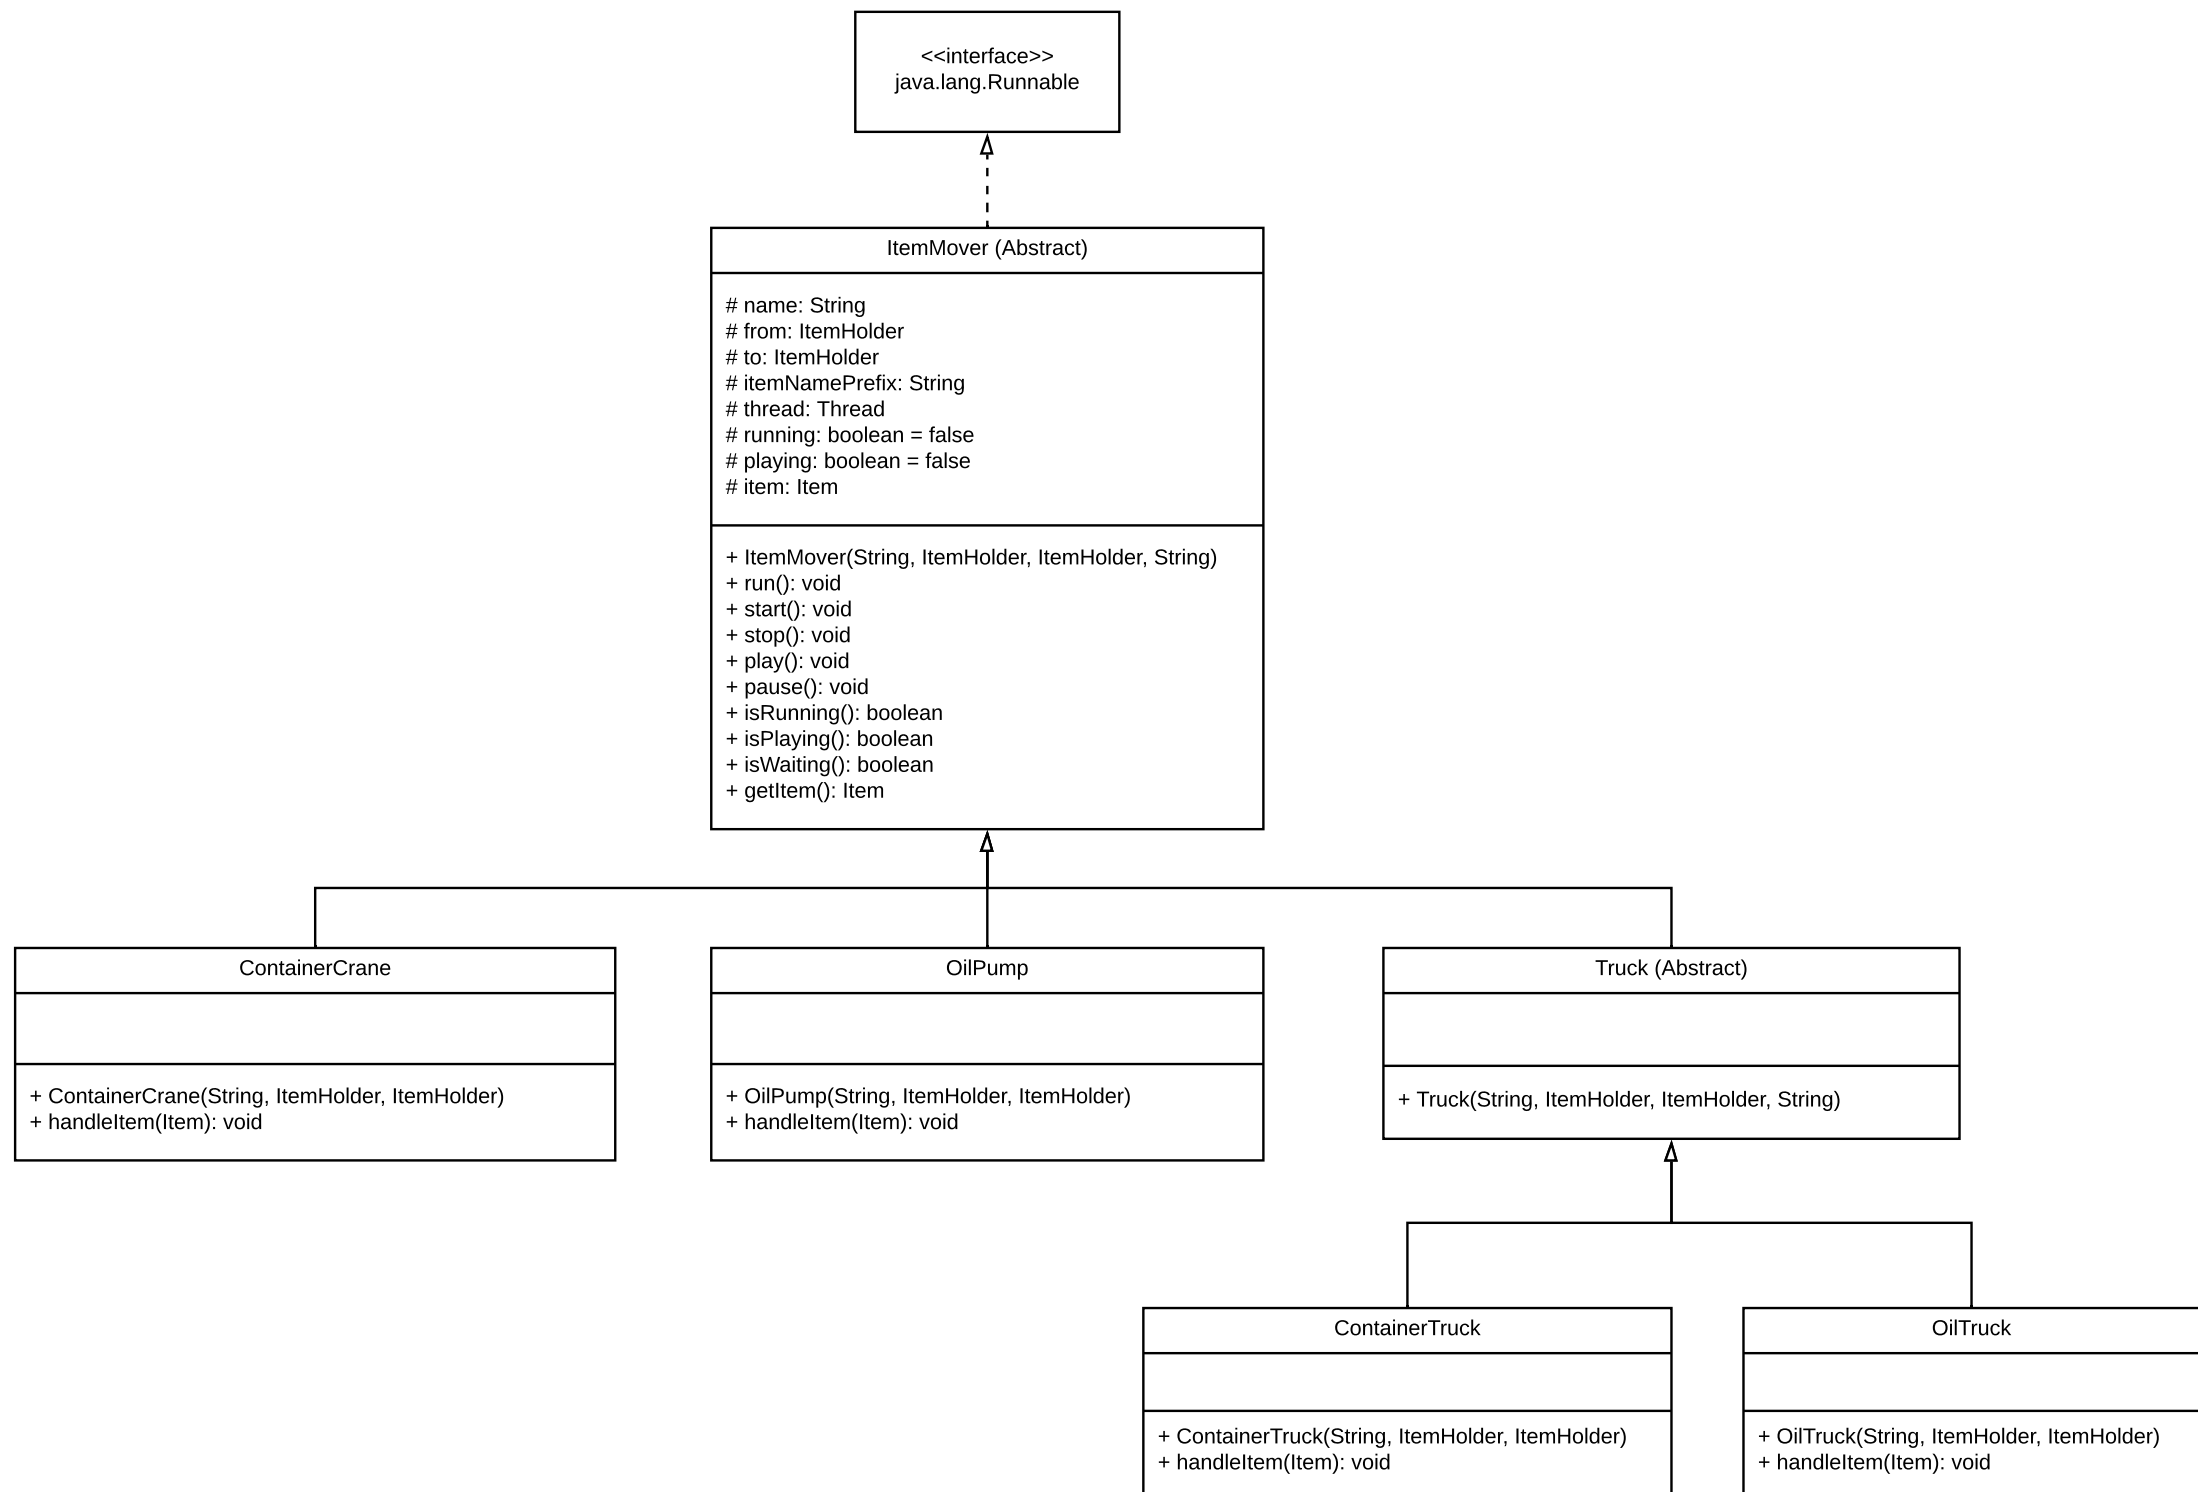 <<interface>>
java.lang.Runnable
ItemMover (Abstract)
# name: String
# from: ItemHolder
# to: ItemHolder
# itemNamePrefix: String
# thread: Thread
# running: boolean = false
# playing: boolean = false
# item: Item
+ ItemMover(String, ItemHolder, ItemHolder, String)
+ run(): void
+ start(): void
+ stop(): void
+ play(): void
+ pause(): void
+ isRunning(): boolean
+ isPlaying(): boolean
+ isWaiting(): boolean
+ getItem(): Item
ContainerCrane
+ ContainerCrane(String, ItemHolder, ItemHolder)
+ handleItem(Item): void
OilPump
+ OilPump(String, ItemHolder, ItemHolder)
+ handleItem(Item): void
Truck (Abstract)
+ Truck(String, ItemHolder, ItemHolder, String)
ContainerTruck
+ ContainerTruck(String, ItemHolder, ItemHolder)
+ handleItem(Item): void
OilTruck
+ OilTruck(String, ItemHolder, ItemHolder)
+ handleItem(Item): void